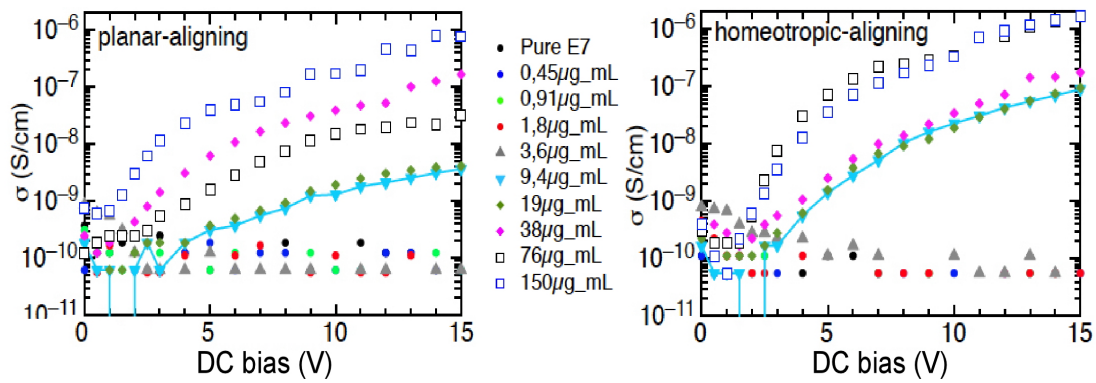 planar-aligning
10⁻⁶
10⁻⁷
10⁻⁸
10⁻⁹
10⁻¹⁰
10⁻¹¹
σ (S/cm)
0 5 10 15
DC bias (V)
Pure E7
0,45µg_mL
0,91µg_mL
1,8µg_mL
3,6µg_mL
9,4µg_mL
19µg_mL
38µg_mL
76µg_mL
150µg_mL
homeotropic-aligning
10⁻⁶
10⁻⁷
10⁻⁸
10⁻⁹
10⁻¹⁰
10⁻¹¹
σ (S/cm)
0 5 10 15
DC bias (V)